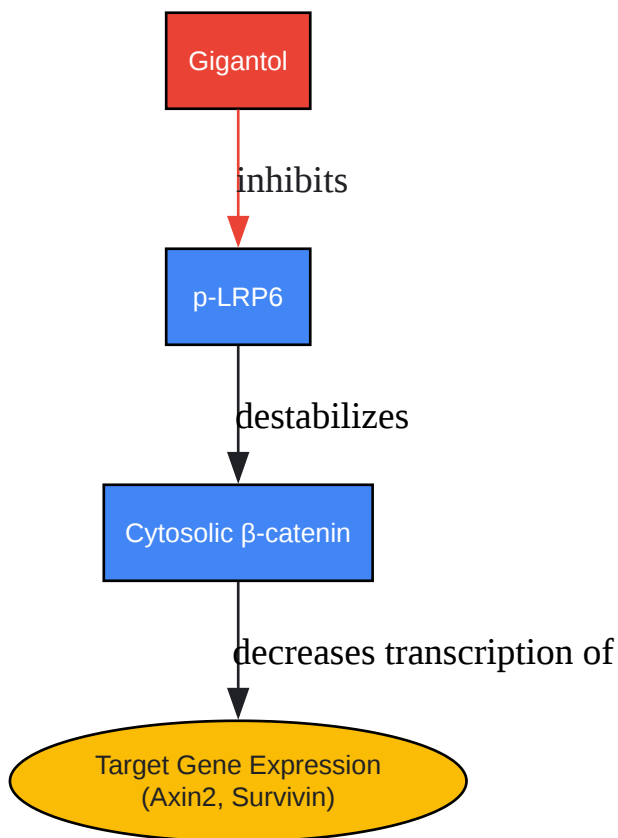 Gigantol
inhibits
p-LRP6
destabilizes
Cytosolic β-catenin
decreases transcription of
Target Gene Expression
(Axin2, Survivin)